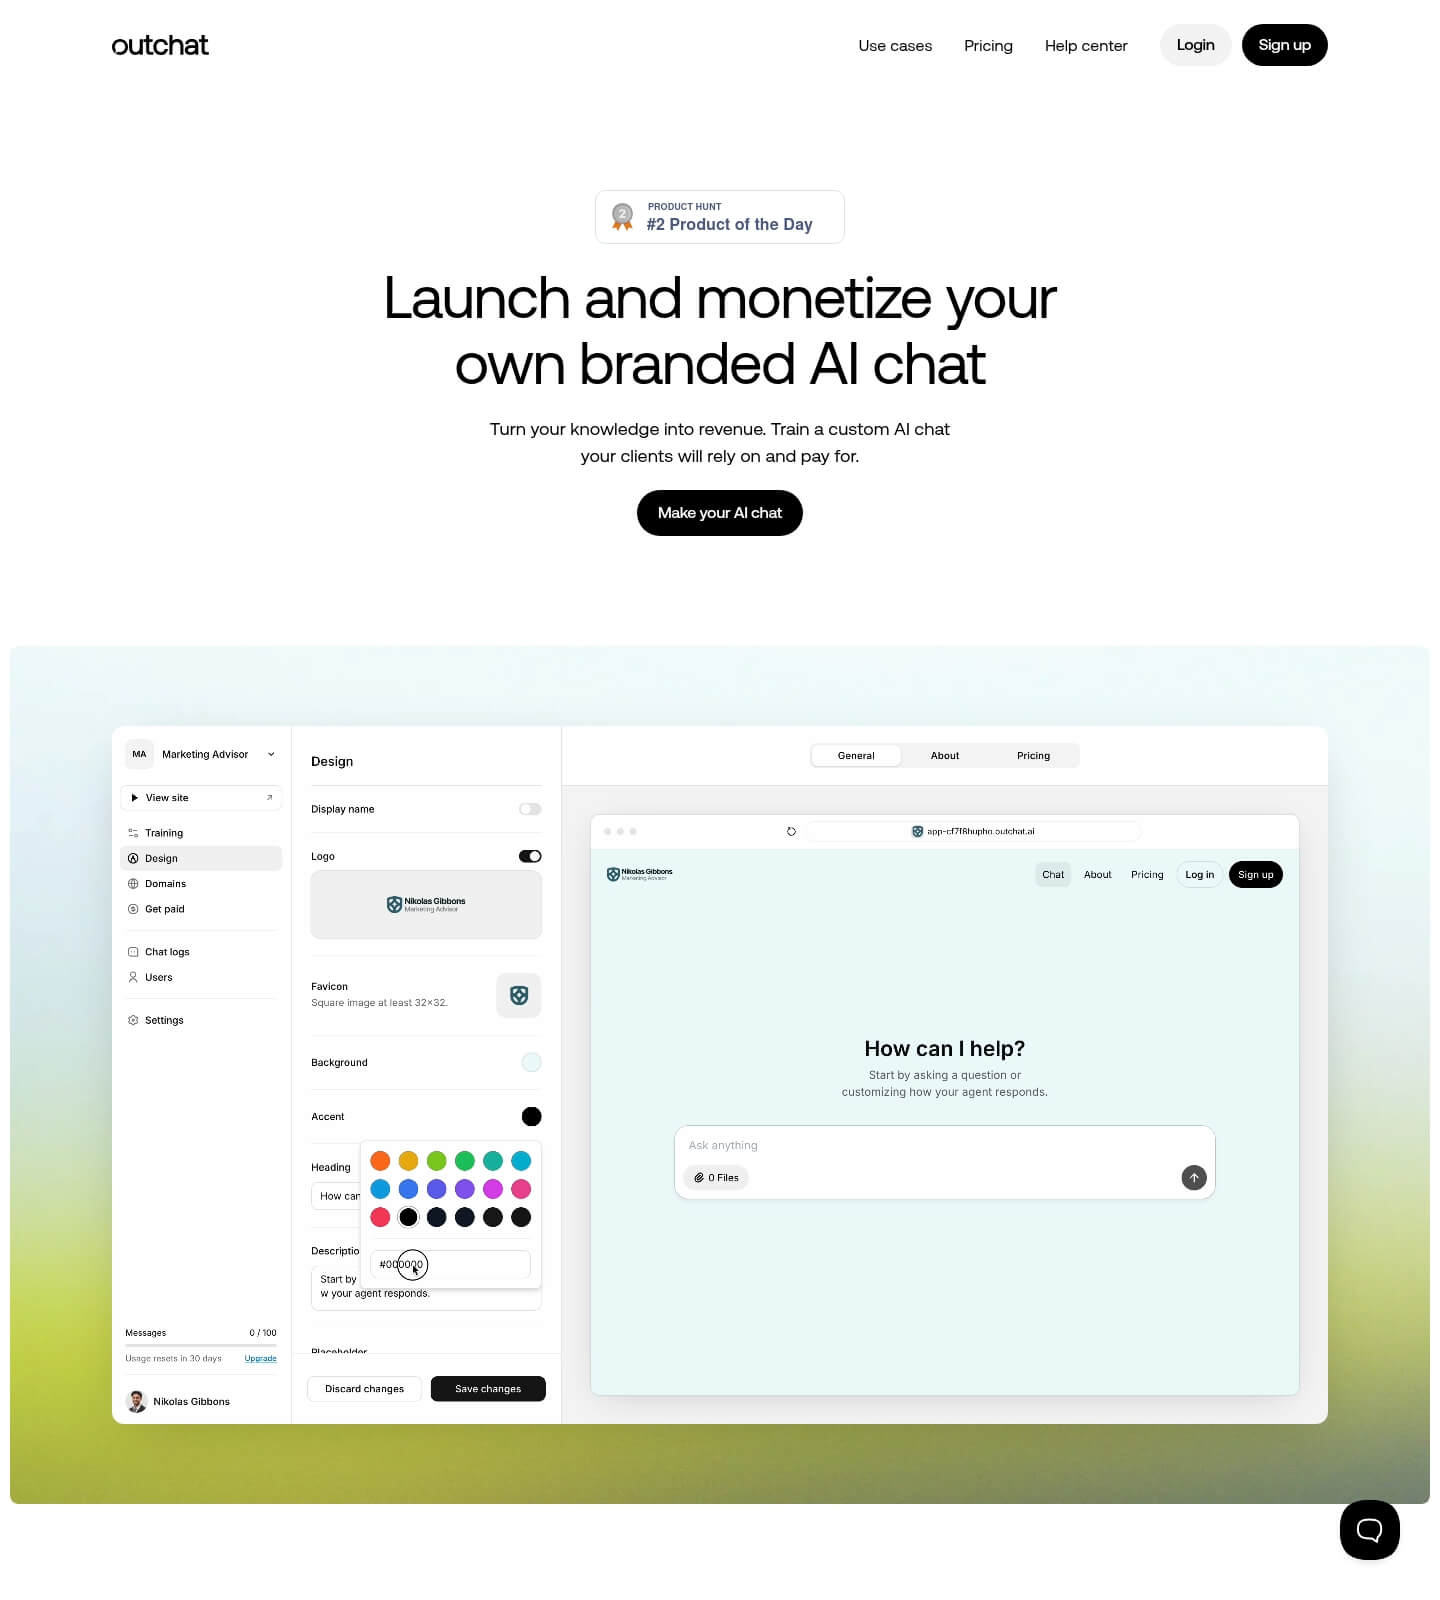 outchat
Use cases
Pricing
Help center
Login
Sign up
2
PRODUCT HUNT
#2 Product of the Day
Launch and monetize your
own branded AI chat
Turn your knowledge into revenue. Train a custom AI chat
your clients will rely on and pay for.
Make your AI chat
MA
Marketing Advisor
View site
Training
Design
Domains
Get paid
Chat logs
Users
Settings
Messages
0 / 100
Usage resets in 30 days
Upgrade
Nikolas Gibbons
Design
Display name
Logo
Nikolas Gibbons
Marketing Advisor
Favicon
Square image at least 32×32.
Background
Accent
Heading
How can
Descriptio
#000000
Start by
w your agent responds.
Placeholder
Discard changes
Save changes
General
About
Pricing
app-cf7f8hupho.outchat.ai
Nikolas Gibbons
Marketing Advisor
Chat
About
Pricing
Log in
Sign up
How can I help?
Start by asking a question or
customizing how your agent responds.
Ask anything
0 Files